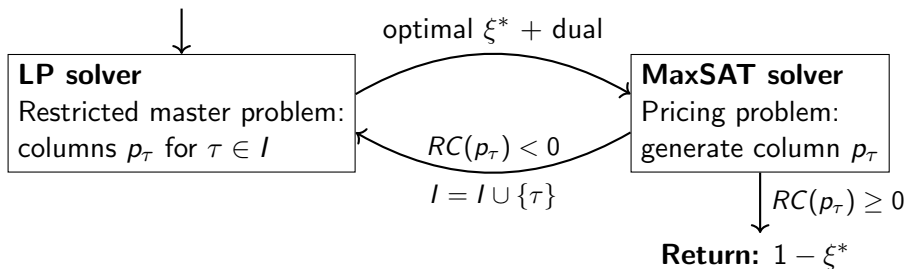 optimal ξ* + dual
LP solver
Restricted master problem:
columns p_τ for τ ∈ I
MaxSAT solver
Pricing problem:
generate column p_τ
RC(p_τ) < 0
I = I ∪ {τ}
RC(p_τ) ≥ 0
Return: 1 − ξ*